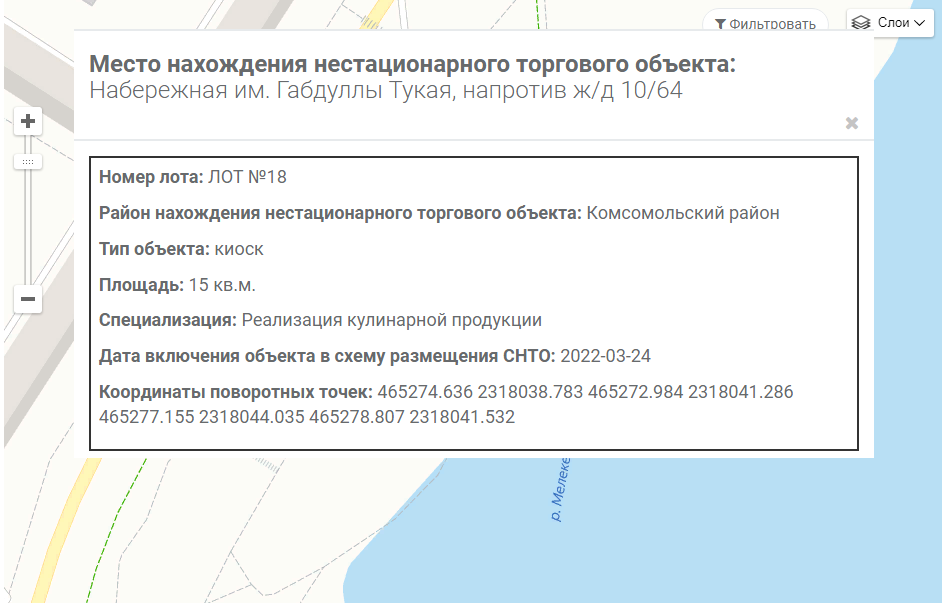 Фильтровать
Слои
Место нахождения нестационарного торгового объекта:
Набережная им. Габдуллы Тукая, напротив ж/д 10/64
Номер лота: ЛОТ №18
Район нахождения нестационарного торгового объекта: Комсомольский район
Тип объекта: киоск
Площадь: 15 кв.м.
Специализация: Реализация кулинарной продукции
Дата включения объекта в схему размещения СНТО: 2022-03-24
Координаты поворотных точек: 465274.636 2318038.783 465272.984 2318041.286
465277.155 2318044.035 465278.807 2318041.532
р. Мелеке